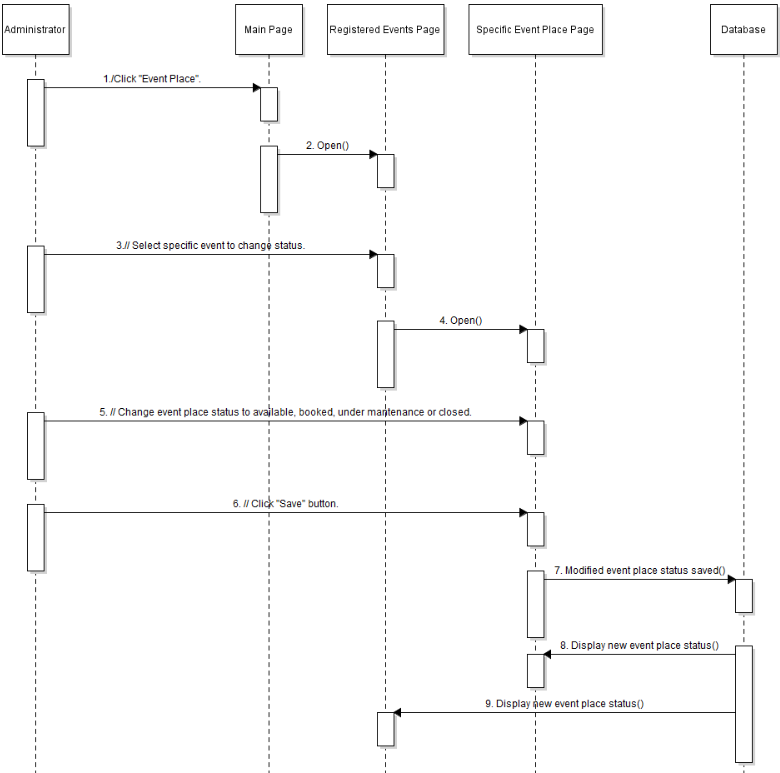 Administrator
Main Page
Registered Events Page
Specific Event Place Page
Database
1./Click "Event Place".
2. Open()
3.// Select specific event to change status.
4. Open()
5. // Change event place status to available, booked, under mantenance or closed.
6. // Click "Save" button.
7. Modified event place status saved()
8. Display new event place status()
9. Display new event place status()